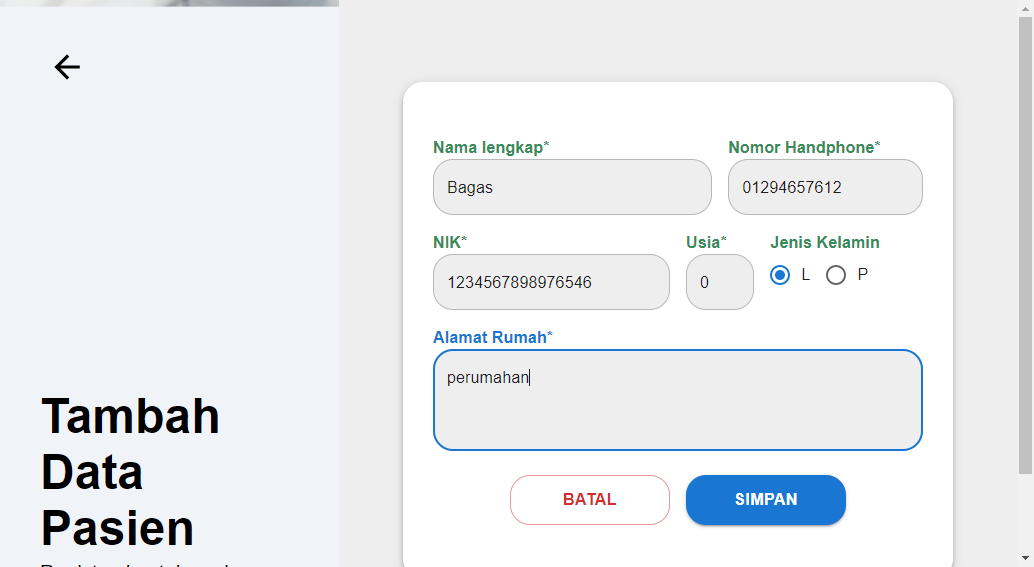 Nama lengkap*
Nomor Handphone*
Bagas
01294657612
NIK*
Usia*
Jenis Kelamin
1234567898976546
0
L
P
Alamat Rumah*
perumahan
BATAL
SIMPAN
Tambah
Data
Pasien